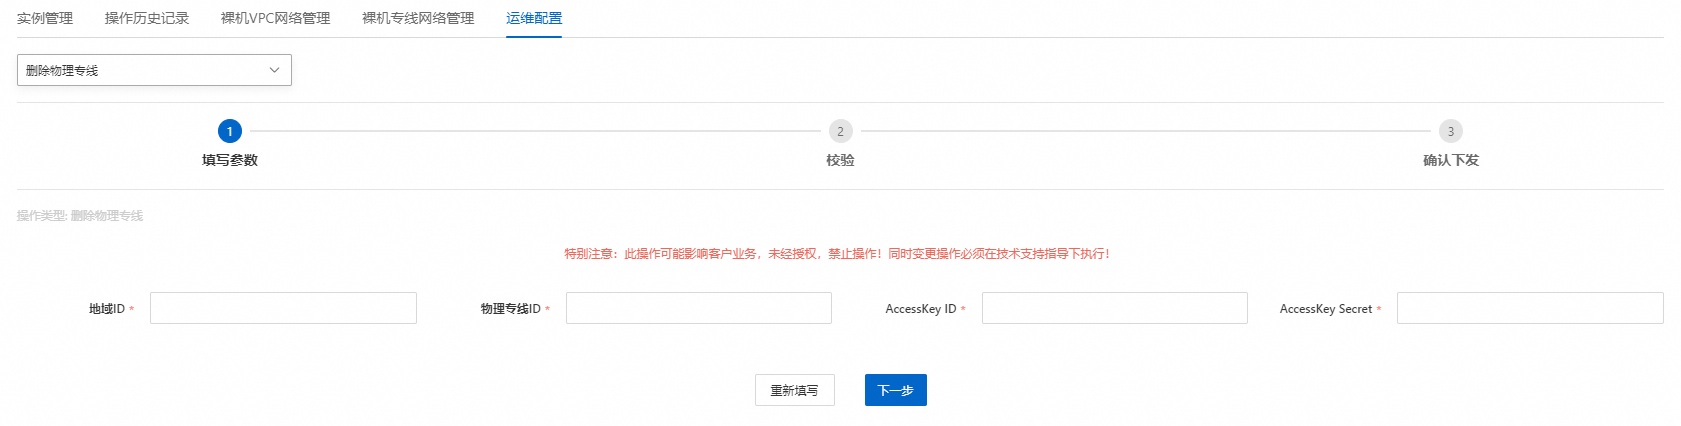 实例管理 操作历史记录 裸机VPC网络管理 裸机专线网络管理 运维配置
删除物理专线
1 2 3
填写参数 校验 确认下发
操作类型: 删除物理专线
特别注意：此操作可能影响客户业务，未经授权，禁止操作！同时变更操作必须在技术支持指导下执行！
地域ID * 物理专线ID * AccessKey ID * AccessKey Secret *
重新填写 下一步